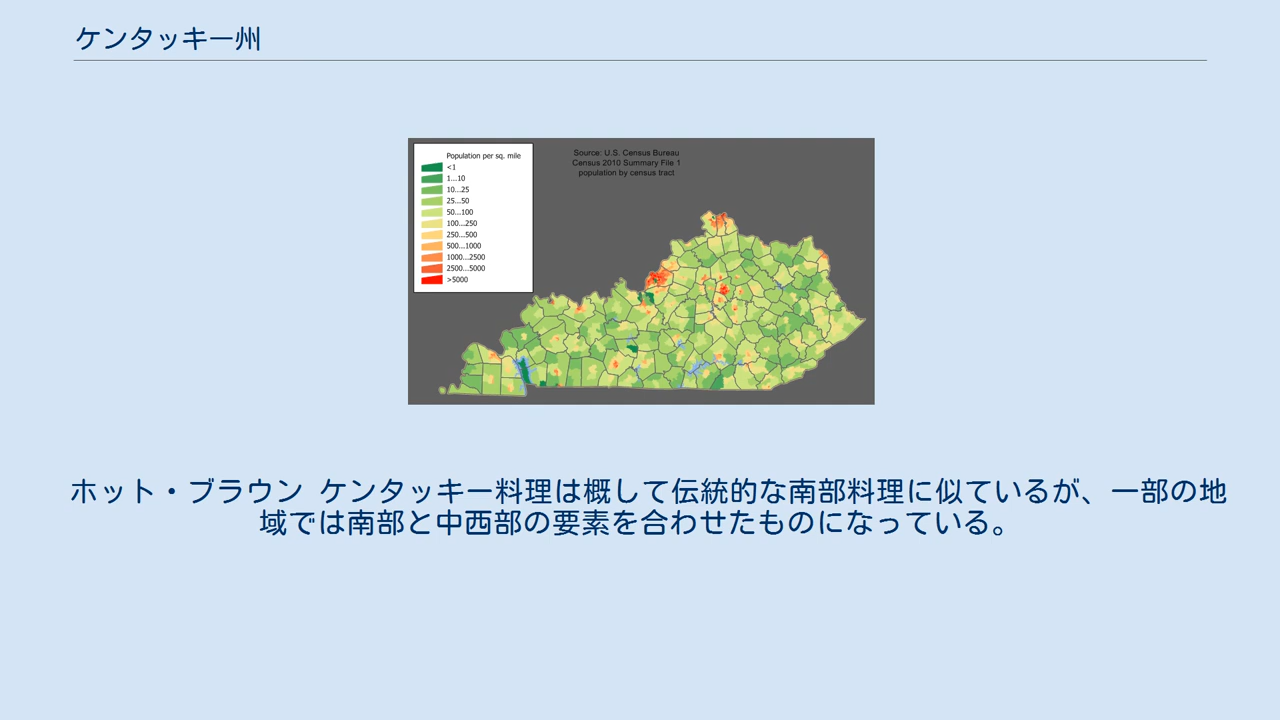 ケンタッキー州
Population per sq. mile
<1
1...10
10...25
25...50
50...100
100...250
250...500
500...1000
1000...2500
2500...5000
>5000
Source: U.S. Census Bureau
Census 2010 Summary File 1
population by census tract
ホット・ブラウン ケンタッキー料理は概して伝統的な南部料理に似ているが、一部の地
域では南部と中西部の要素を合わせたものになっている。